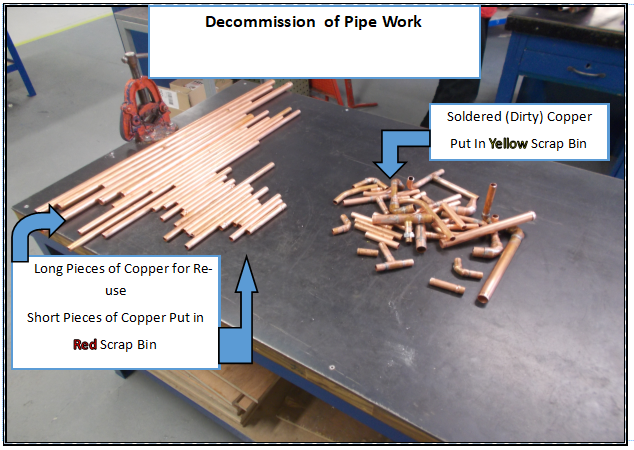 Decommission of Pipe Work
Soldered (Dirty) Copper
Put In Yellow Scrap Bin
Long Pieces of Copper for Re-
use
Short Pieces of Copper Put in
Red Scrap Bin